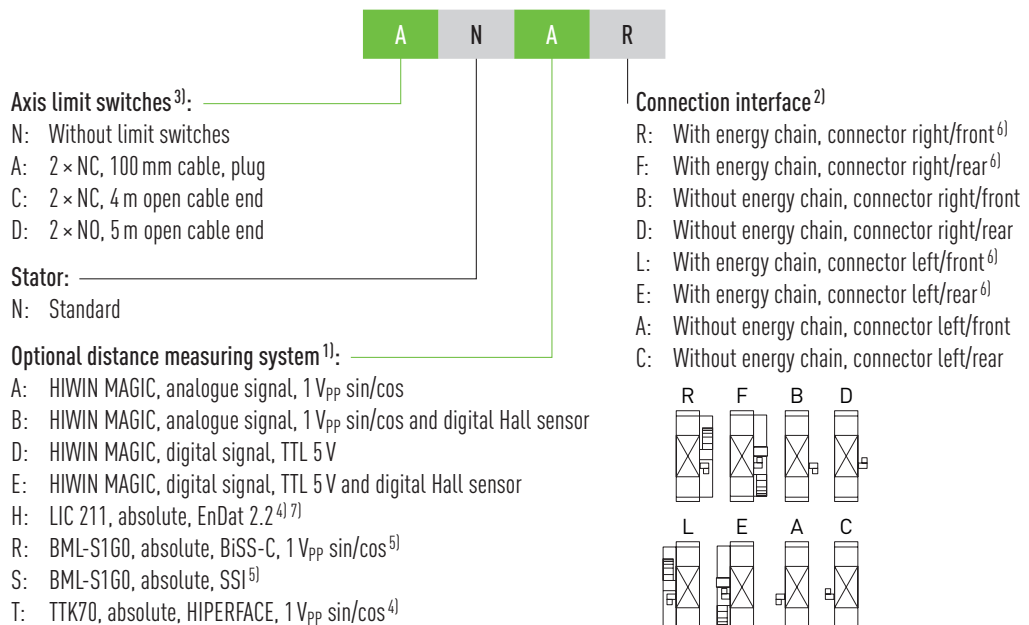 A N A R
Axis limit switches 3):
N: Without limit switches
A: 2 × NC, 100 mm cable, plug
C: 2 × NC, 4 m open cable end
D: 2 × NO, 5 m open cable end
Stator:
N: Standard
Optional distance measuring system 1):
A: HIWIN MAGIC, analogue signal, 1 VPP sin/cos
B: HIWIN MAGIC, analogue signal, 1 VPP sin/cos and digital Hall sensor
D: HIWIN MAGIC, digital signal, TTL 5 V
E: HIWIN MAGIC, digital signal, TTL 5 V and digital Hall sensor
H: LIC 211, absolute, EnDat 2.2 4) 7)
R: BML-S1G0, absolute, BiSS-C, 1 VPP sin/cos 5)
S: BML-S1G0, absolute, SSI 5)
T: TTK70, absolute, HIPERFACE, 1 VPP sin/cos 4)
Connection interface 2)
R: With energy chain, connector right/front 6)
F: With energy chain, connector right/rear 6)
B: Without energy chain, connector right/front
D: Without energy chain, connector right/rear
L: With energy chain, connector left/front 6)
E: With energy chain, connector left/rear 6)
A: Without energy chain, connector left/front
C: Without energy chain, connector left/rear
R F B D
L E A C